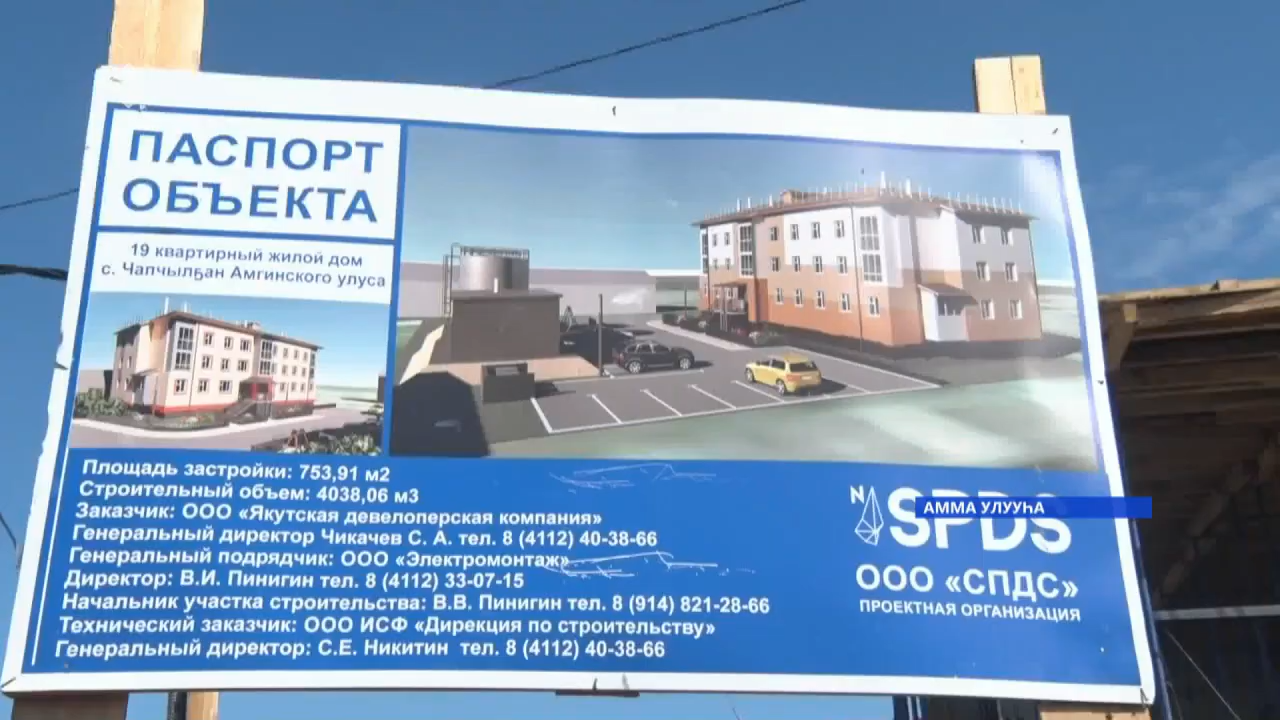 ПАСПОРТ
ОБЪЕКТА
19 квартирный жилой дом
с. Чапчылҕан Амгинского улуса
Площадь застройки: 753,91 м2
Строительный объем: 4038,06 м3
Заказчик: ООО «Якутская девелоперская компания»
Генеральный директор Чикачев С. А. тел. 8 (4112) 40-38-66
Генеральный подрядчик: ООО «Электромонтаж»
Директор: В.И. Пинигин тел. 8 (4112) 33-07-15
Начальник участка строительства: В.В. Пинигин тел. 8 (914) 821-28-66
Технический заказчик: ООО ИСФ «Дирекция по строительству»
Генеральный директор: С.Е. Никитин тел. 8 (4112) 40-38-66
N
SPDS
АММА УЛУУҺА
ООО «СПДС»
ПРОЕКТНАЯ ОРГАНИЗАЦИЯ